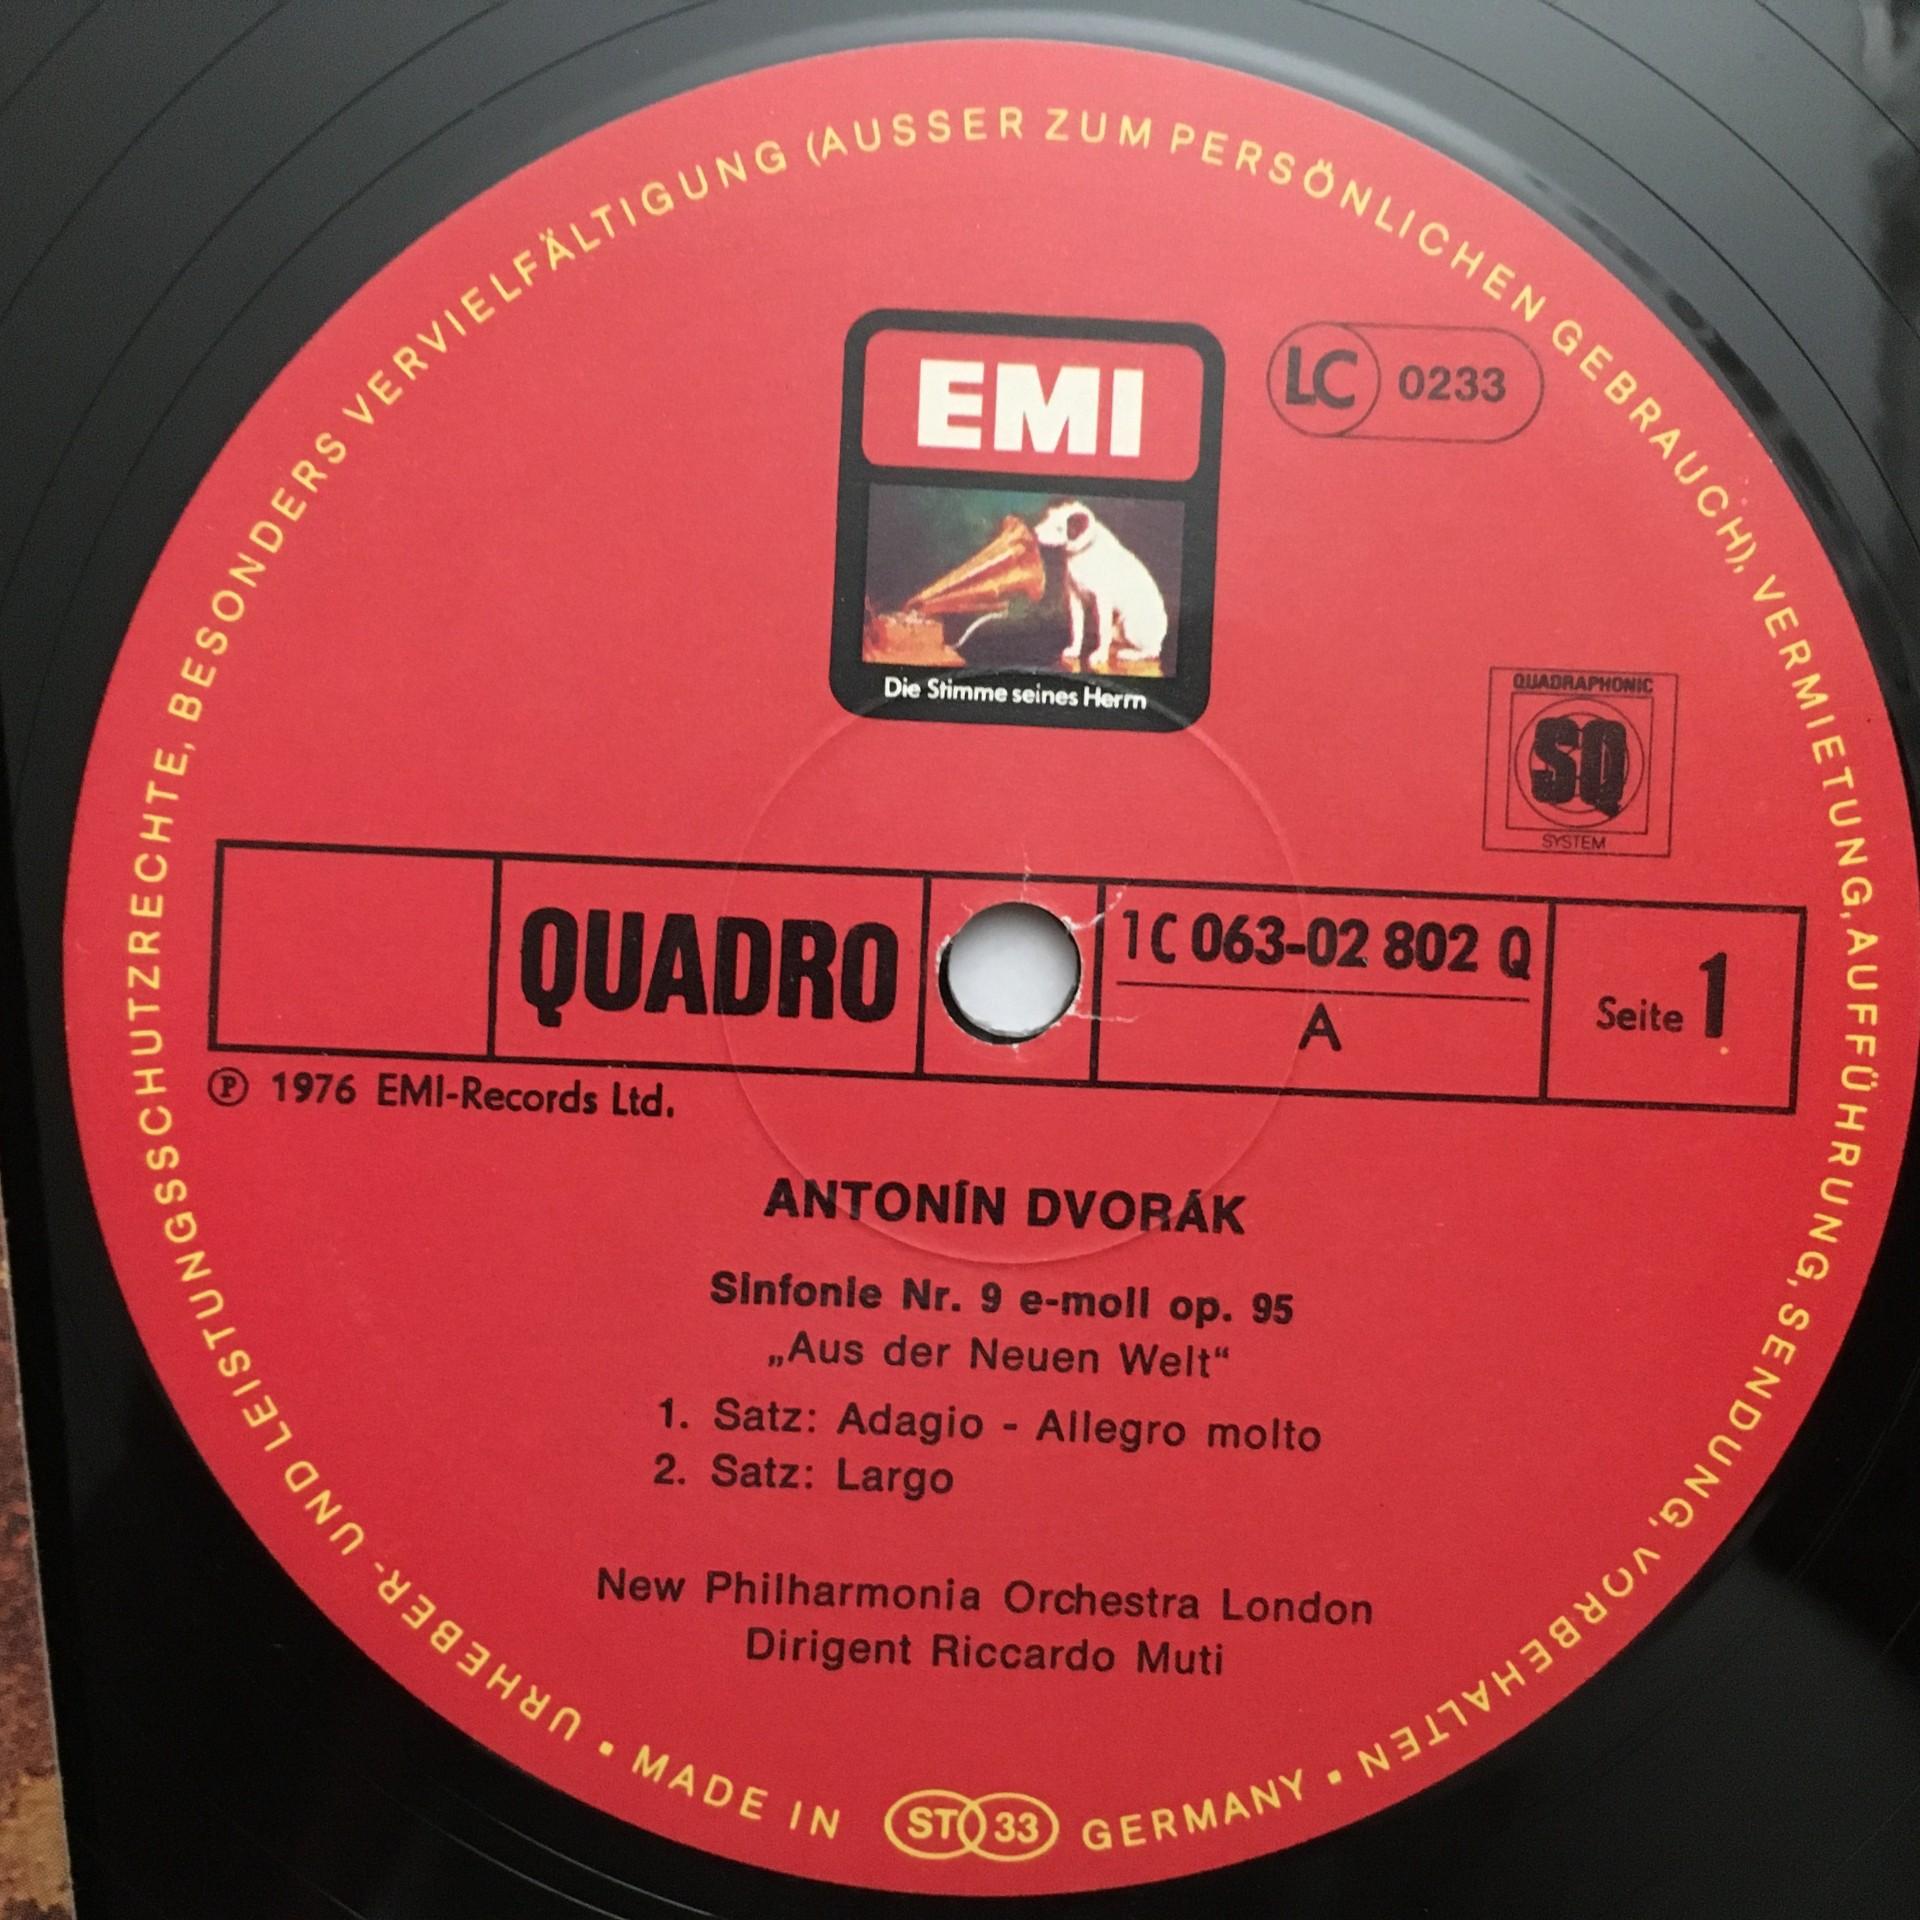 URHEBER- UND LEISTUNGSSCHUTZRECHTE, BESONDERS VERVIELFÄLTIGUNG (AUSSER ZUM PERSÖNLICHEN GEBRAUCH), VERMIETUNG, AUFFÜHRUNG, SENDUNG, VORBEHALTEN •
EMI
LC 0233
Die Stimme seines Herrn
QUADRAPHONIC
SQ
SYSTEM
QUADRO
1C 063-02 802 Q
A
Seite 1
Ⓟ 1976 EMI-Records Ltd.
ANTONÍN DVORÁK
Sinfonie Nr. 9 e-moll op. 95
„Aus der Neuen Welt“
1. Satz: Adagio - Allegro molto
2. Satz: Largo
New Philharmonia Orchestra London
Dirigent Riccardo Muti
• MADE IN ST 33 GERMANY